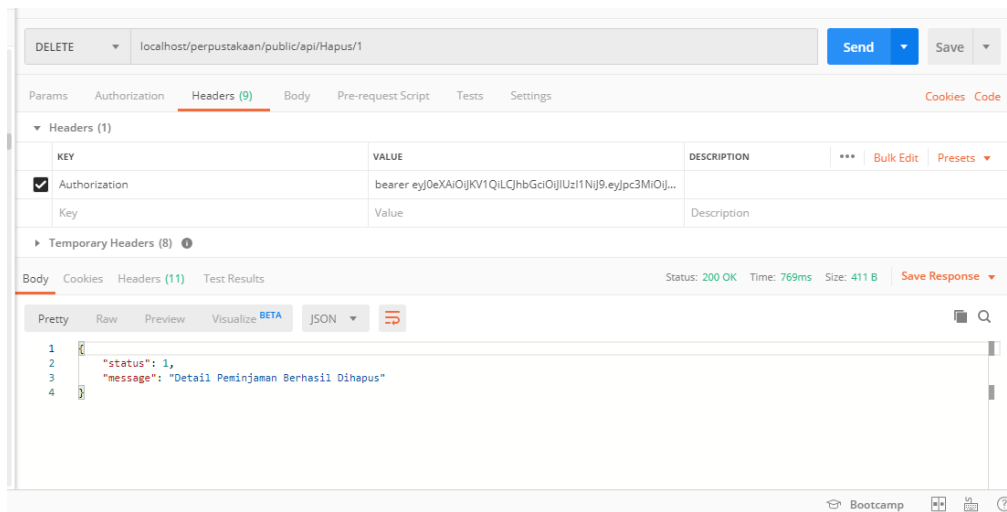 DELETE localhost/perpustakaan/public/api/Hapus/1 Send Save
Params Authorization Headers (9) Body Pre-request Script Tests Settings Cookies Code
Headers (1)
KEY VALUE DESCRIPTION ••• Bulk Edit Presets
Authorization bearer eyJ0eXAiOiJKV1QiLCJhbGciOiJIUzI1NiJ9.eyJpc3MiOiJ...
Key Value Description
Temporary Headers (8)
Body Cookies Headers (11) Test Results Status: 200 OK Time: 769ms Size: 411 B Save Response
Pretty Raw Preview Visualize BETA JSON
1 {
2 "status": 1,
3 "message": "Detail Peminjaman Berhasil Dihapus"
4 }
Bootcamp